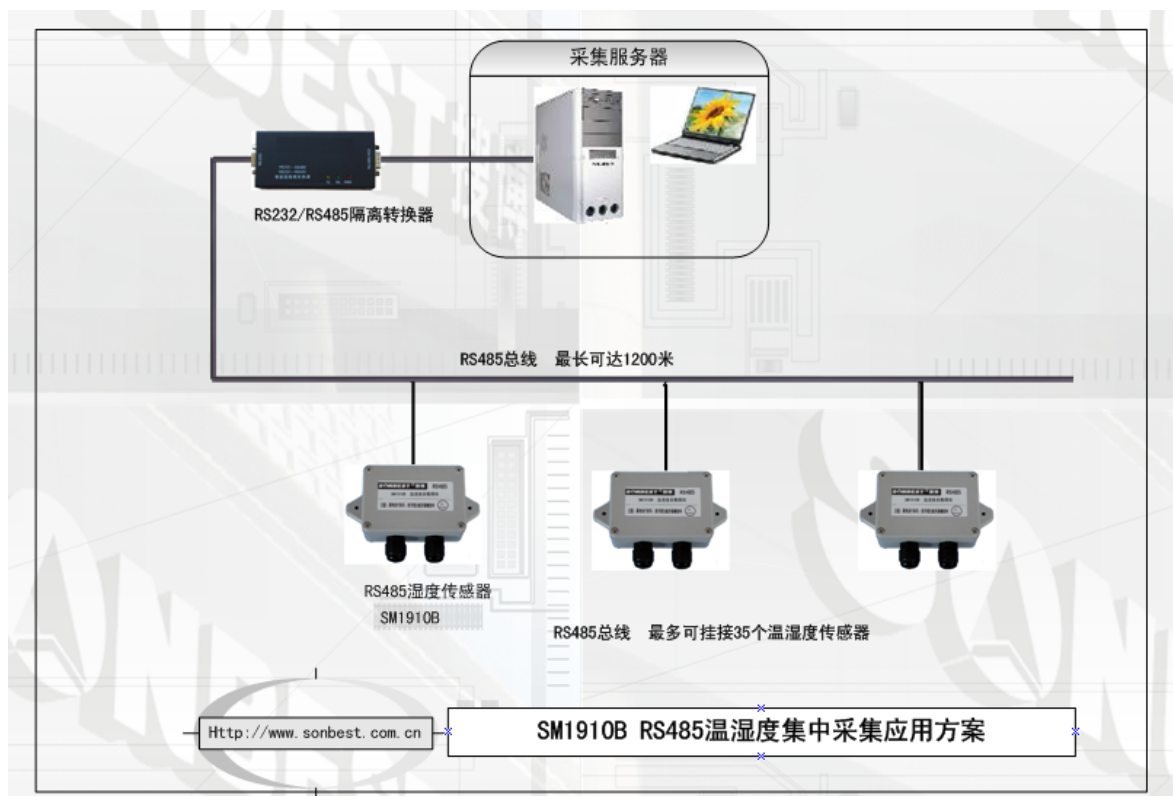 采集服务器
RS232/RS485隔离转换器
RS485总线 最长可达1200米
RS485
RS485
RS485
RS485湿度传感器
SM1910B
RS485总线 最多可挂接35个温湿度传感器
Http://www.sonbest.com.cn
SM1910B RS485温湿度集中采集应用方案